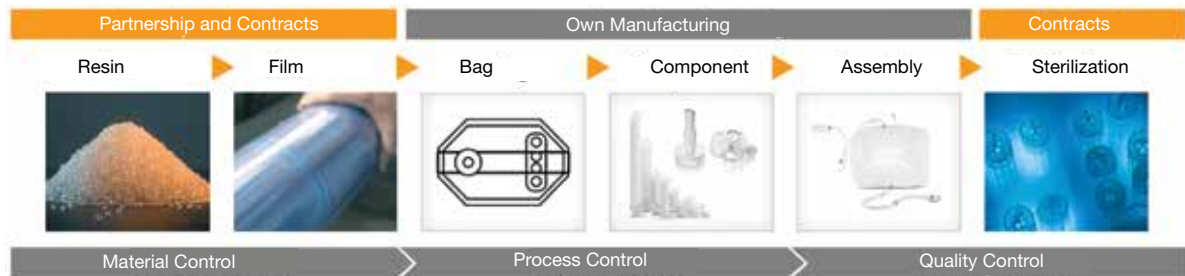 Partnership and Contracts Own Manufacturing Contracts
Resin Film Bag Component Assembly Sterilization
Material Control Process Control Quality Control